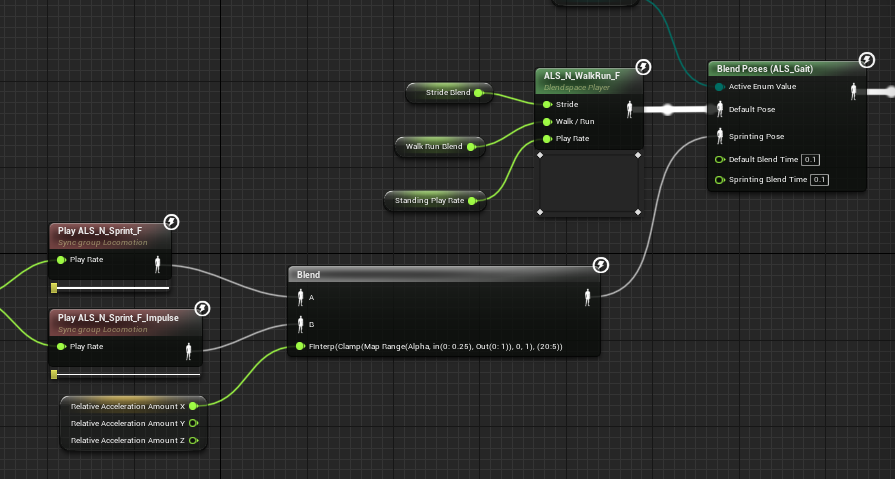 ALS_N_WalkRun_F
Blendspace Player
Stride
Walk / Run
Play Rate
Stride Blend
Walk Run Blend
Standing Play Rate
Blend Poses (ALS_Gait)
Active Enum Value
Default Pose
Sprinting Pose
Default Blend Time 0.1
Sprinting Blend Time 0.1
Play ALS_N_Sprint_F
Sync group Locomotion
Play Rate
Play ALS_N_Sprint_F_Impulse
Sync group Locomotion
Play Rate
Blend
A
B
FInterp(Clamp(Map Range(Alpha, in(0: 0.25), Out(0: 1)), 0, 1), (20:5))
Relative Acceleration Amount X
Relative Acceleration Amount Y
Relative Acceleration Amount Z